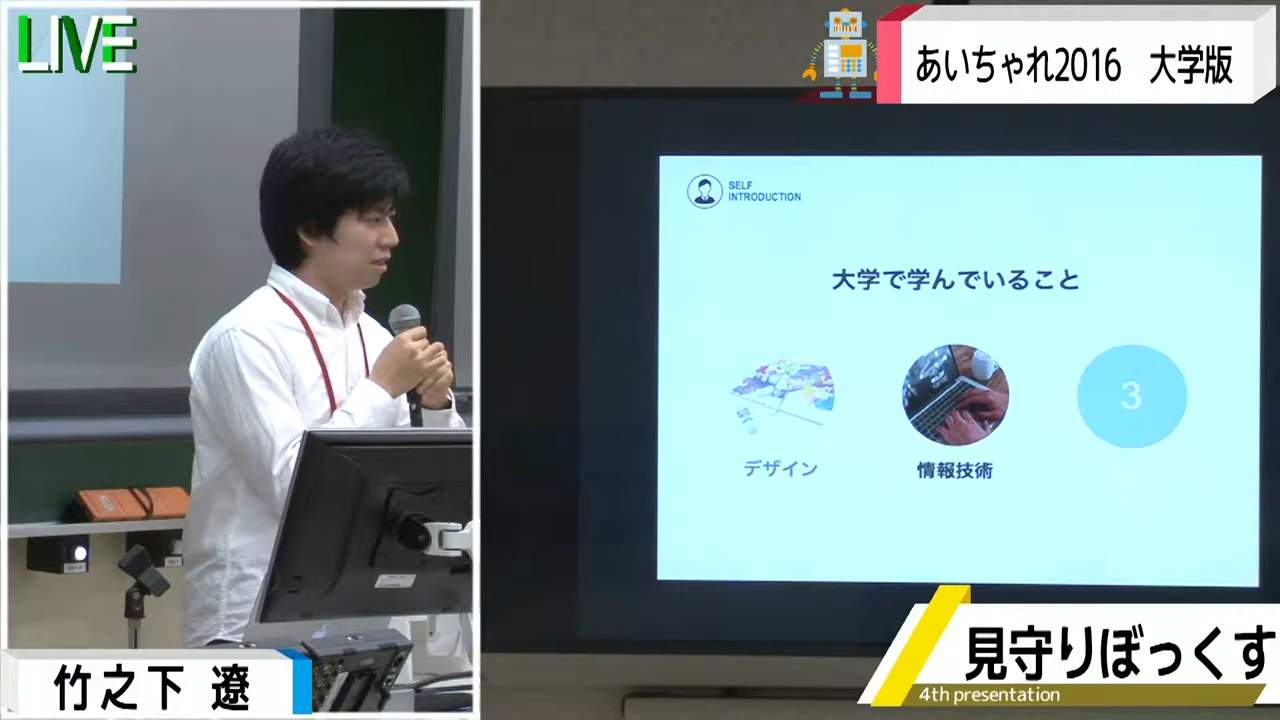 LIVE
あいちゃれ2016 大学版
SELF
INTRODUCTION
大学で学んでいること
3
デザイン
情報技術
見守りぼっくす
4th presentation
竹之下 遼